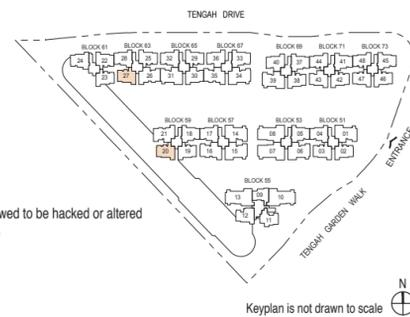 TENGAH DRIVE
BLOCK 61 BLOCK 63 BLOCK 65 BLOCK 67 BLOCK 69 BLOCK 71 BLOCK 73
24 22 28 25 32 29 36 33 40 37 44 41 48 45
23 27 26 31 30 35 34 39 38 43 42 47 46
BLOCK 59 BLOCK 57 BLOCK 53 BLOCK 51
21 18 17 14 08 05 04 01
20 19 16 15 07 06 03 02
ENTRANCE
BLOCK 55
13 09 10
12 11
TENGAH GARDEN WALK
wed to be hacked or altered
N
Keyplan is not drawn to scale